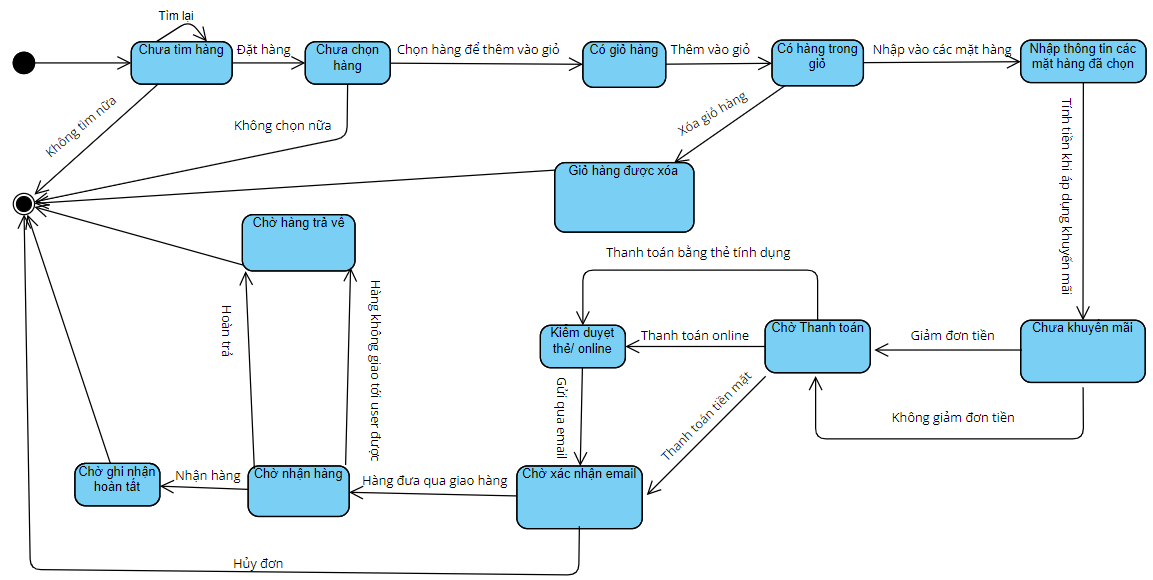 Tìm lại
Chưa tìm hàng
Đặt hàng
Chưa chọn
hàng
Chọn hàng để thêm vào giỏ
Có giỏ hàng
Thêm vào giỏ
Có hàng trong
giỏ
Nhập vào các mặt hàng
Nhập thông tin các
mặt hàng đã chọn
Không tìm nữa
Không chọn nữa
Xóa giỏ hàng
Tính tiền khi áp dụng khuyến mãi
Giỏ hàng được xóa
Chờ hàng trả về
Thanh toán bằng thẻ tính dụng
Hoàn trả
Hàng không giao tới user được
Kiểm duyệt
thẻ/ online
Thanh toán online
Chờ Thanh toán
Giảm đơn tiền
Chưa khuyến mãi
Gửi qua email
Thanh toán tiền mặt
Không giảm đơn tiền
Chờ ghi nhận
hoàn tất
Nhận hàng
Chờ nhận hàng
Hàng đưa qua giao hàng
Chờ xác nhận email
Hủy đơn